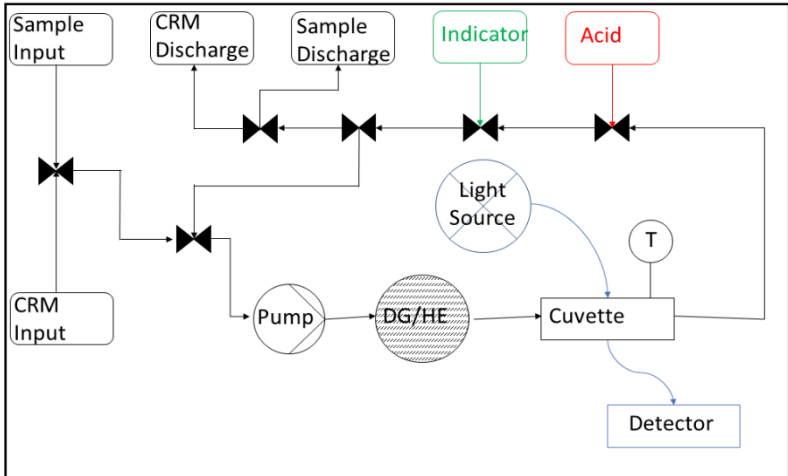 Sample
Input
CRM
Discharge
Sample
Discharge
Indicator
Acid
Light
Source
T
CRM
Input
Pump
DG/HE
Cuvette
Detector